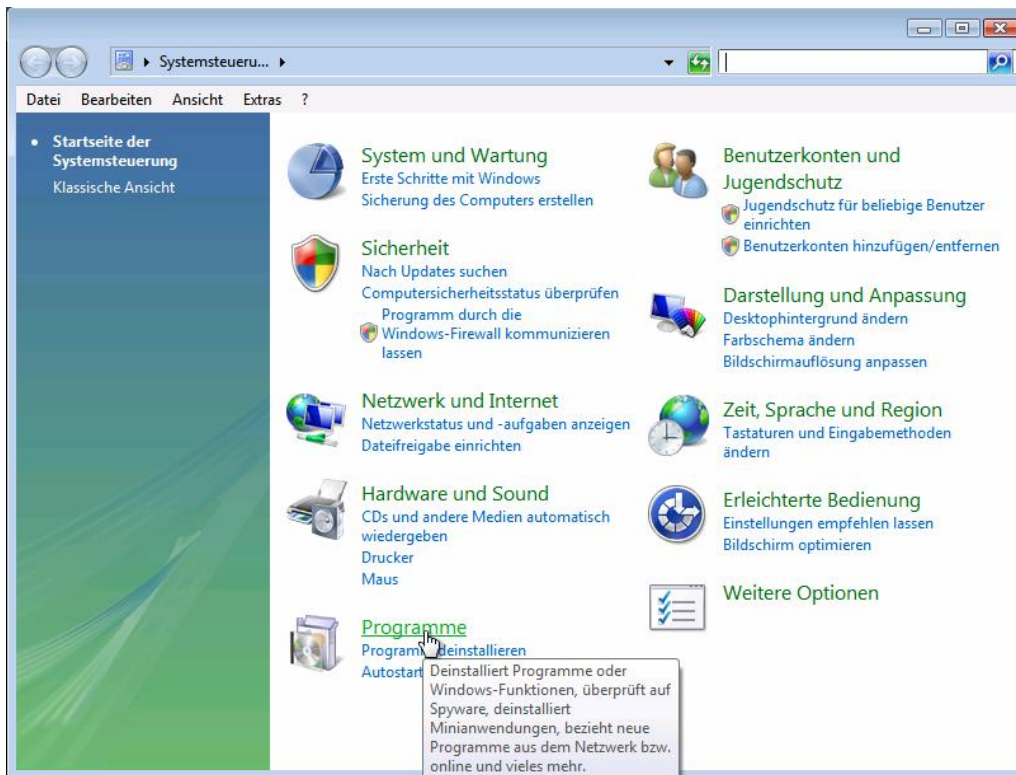 Systemsteueru...
Datei Bearbeiten Ansicht Extras ?
Startseite der
Systemsteuerung
Klassische Ansicht
System und Wartung
Erste Schritte mit Windows
Sicherung des Computers erstellen
Sicherheit
Nach Updates suchen
Computersicherheitsstatus überprüfen
Programm durch die
Windows-Firewall kommunizieren
lassen
Netzwerk und Internet
Netzwerkstatus und -aufgaben anzeigen
Dateifreigabe einrichten
Hardware und Sound
CDs und andere Medien automatisch
wiedergeben
Drucker
Maus
Programme
Programm deinstallieren
Autostart
Deinstalliert Programme oder
Windows-Funktionen, überprüft auf
Spyware, deinstalliert
Minianwendungen, bezieht neue
Programme aus dem Netzwerk bzw.
online und vieles mehr.
Benutzerkonten und
Jugendschutz
Jugendschutz für beliebige Benutzer
einrichten
Benutzerkonten hinzufügen/entfernen
Darstellung und Anpassung
Desktophintergrund ändern
Farbschema ändern
Bildschirmauflösung anpassen
Zeit, Sprache und Region
Tastaturen und Eingabemethoden
ändern
Erleichterte Bedienung
Einstellungen empfehlen lassen
Bildschirm optimieren
Weitere Optionen